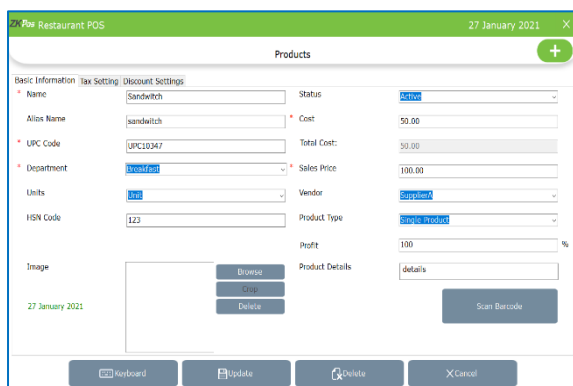 ZKPos Restaurant POS 27 January 2021 X
Products +
Basic Information Tax Setting Discount Settings
* Name Sandwitch Status Active
Alias Name sandwitch * Cost 50.00
* UPC Code UPC10347 Total Cost: 50.00
* Department Breakfast * Sales Price 100.00
Units Unit Vendor SupplierA
HSN Code 123 Product Type Single Product
Profit 100 %
Image Browse Product Details details
Crop
27 January 2021 Delete Scan Barcode
Keyboard Update Delete Cancel